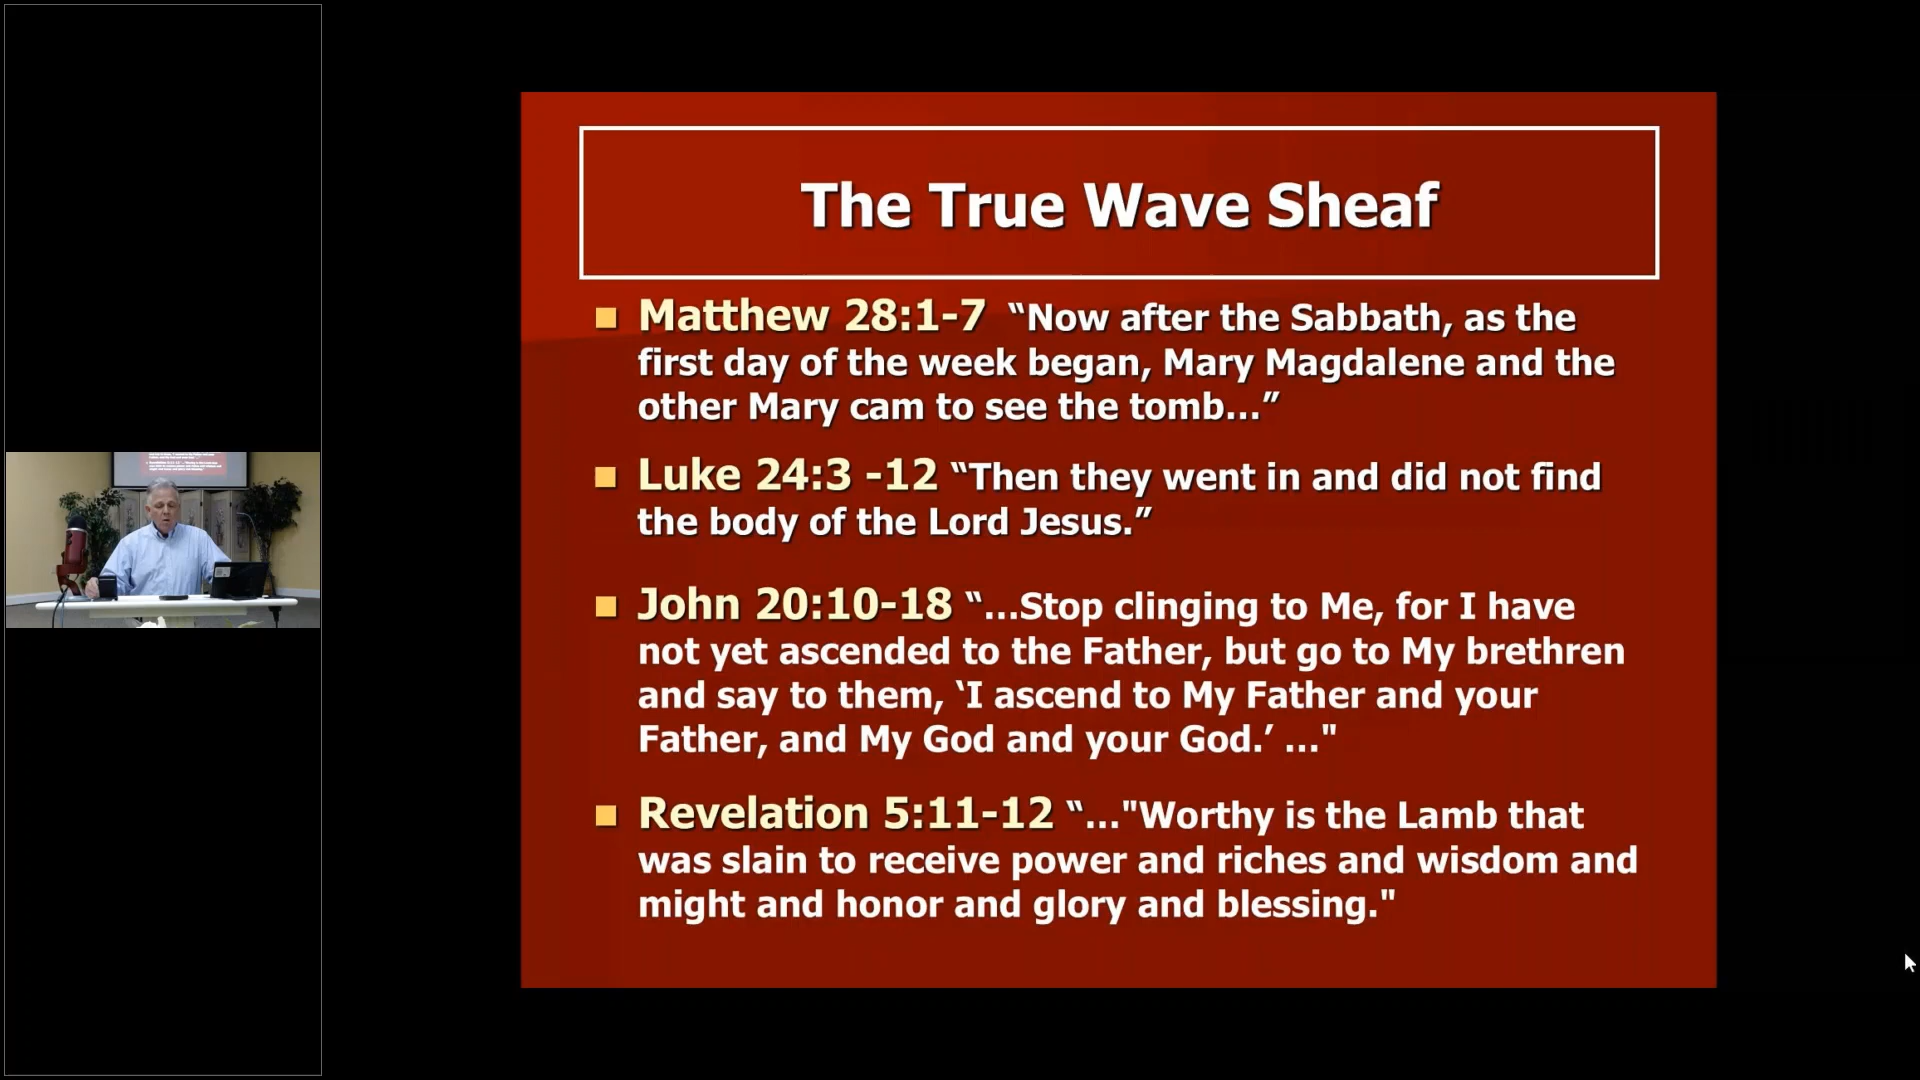 The True Wave Sheaf
Matthew 28:1-7 “Now after the Sabbath, as the
first day of the week began, Mary Magdalene and the
other Mary cam to see the tomb...”
Luke 24:3 -12 “Then they went in and did not find
the body of the Lord Jesus.”
John 20:10-18 “...Stop clinging to Me, for I have
not yet ascended to the Father, but go to My brethren
and say to them, ‘I ascend to My Father and your
Father, and My God and your God.’ ..."
Revelation 5:11-12 “..."Worthy is the Lamb that
was slain to receive power and riches and wisdom and
might and honor and glory and blessing."